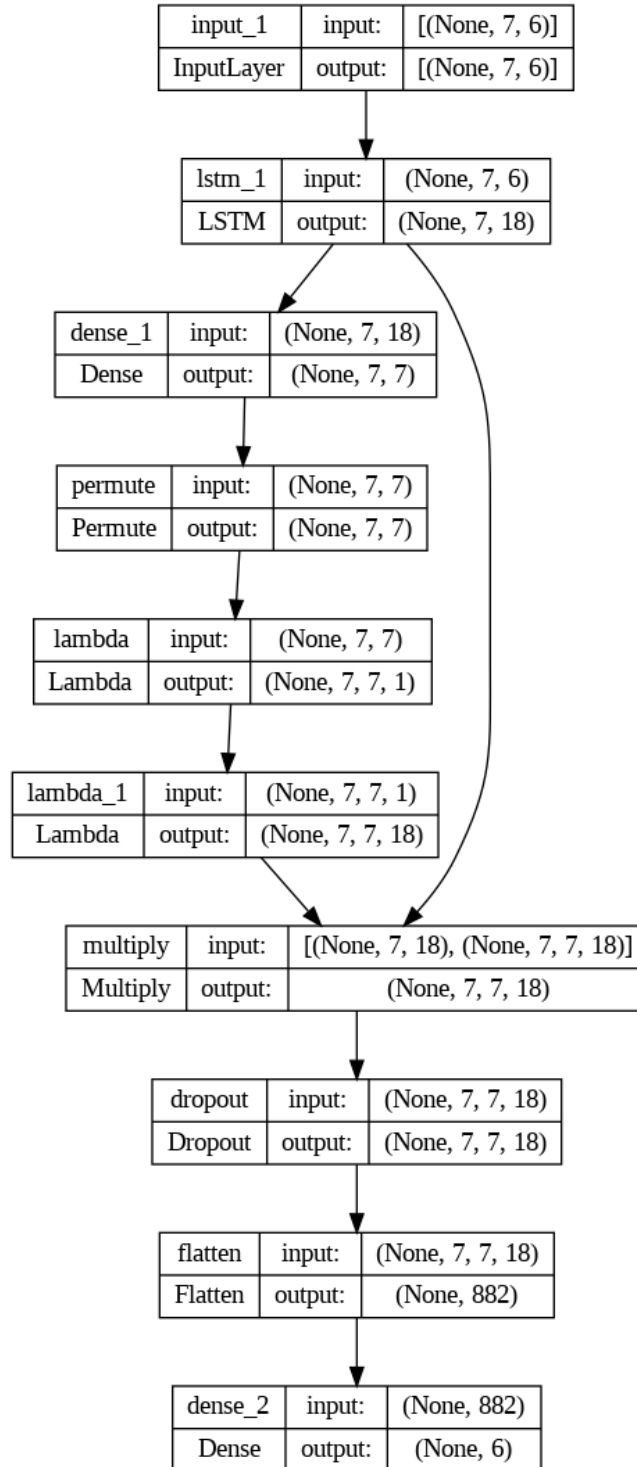 input_1 input: [(None, 7, 6)]
InputLayer output: [(None, 7, 6)]
lstm_1 input: (None, 7, 6)
LSTM output: (None, 7, 18)
dense_1 input: (None, 7, 18)
Dense output: (None, 7, 7)
permute input: (None, 7, 7)
Permute output: (None, 7, 7)
lambda input: (None, 7, 7)
Lambda output: (None, 7, 7, 1)
lambda_1 input: (None, 7, 7, 1)
Lambda output: (None, 7, 7, 18)
multiply input: [(None, 7, 18), (None, 7, 7, 18)]
Multiply output: (None, 7, 7, 18)
dropout input: (None, 7, 7, 18)
Dropout output: (None, 7, 7, 18)
flatten input: (None, 7, 7, 18)
Flatten output: (None, 882)
dense_2 input: (None, 882)
Dense output: (None, 6)